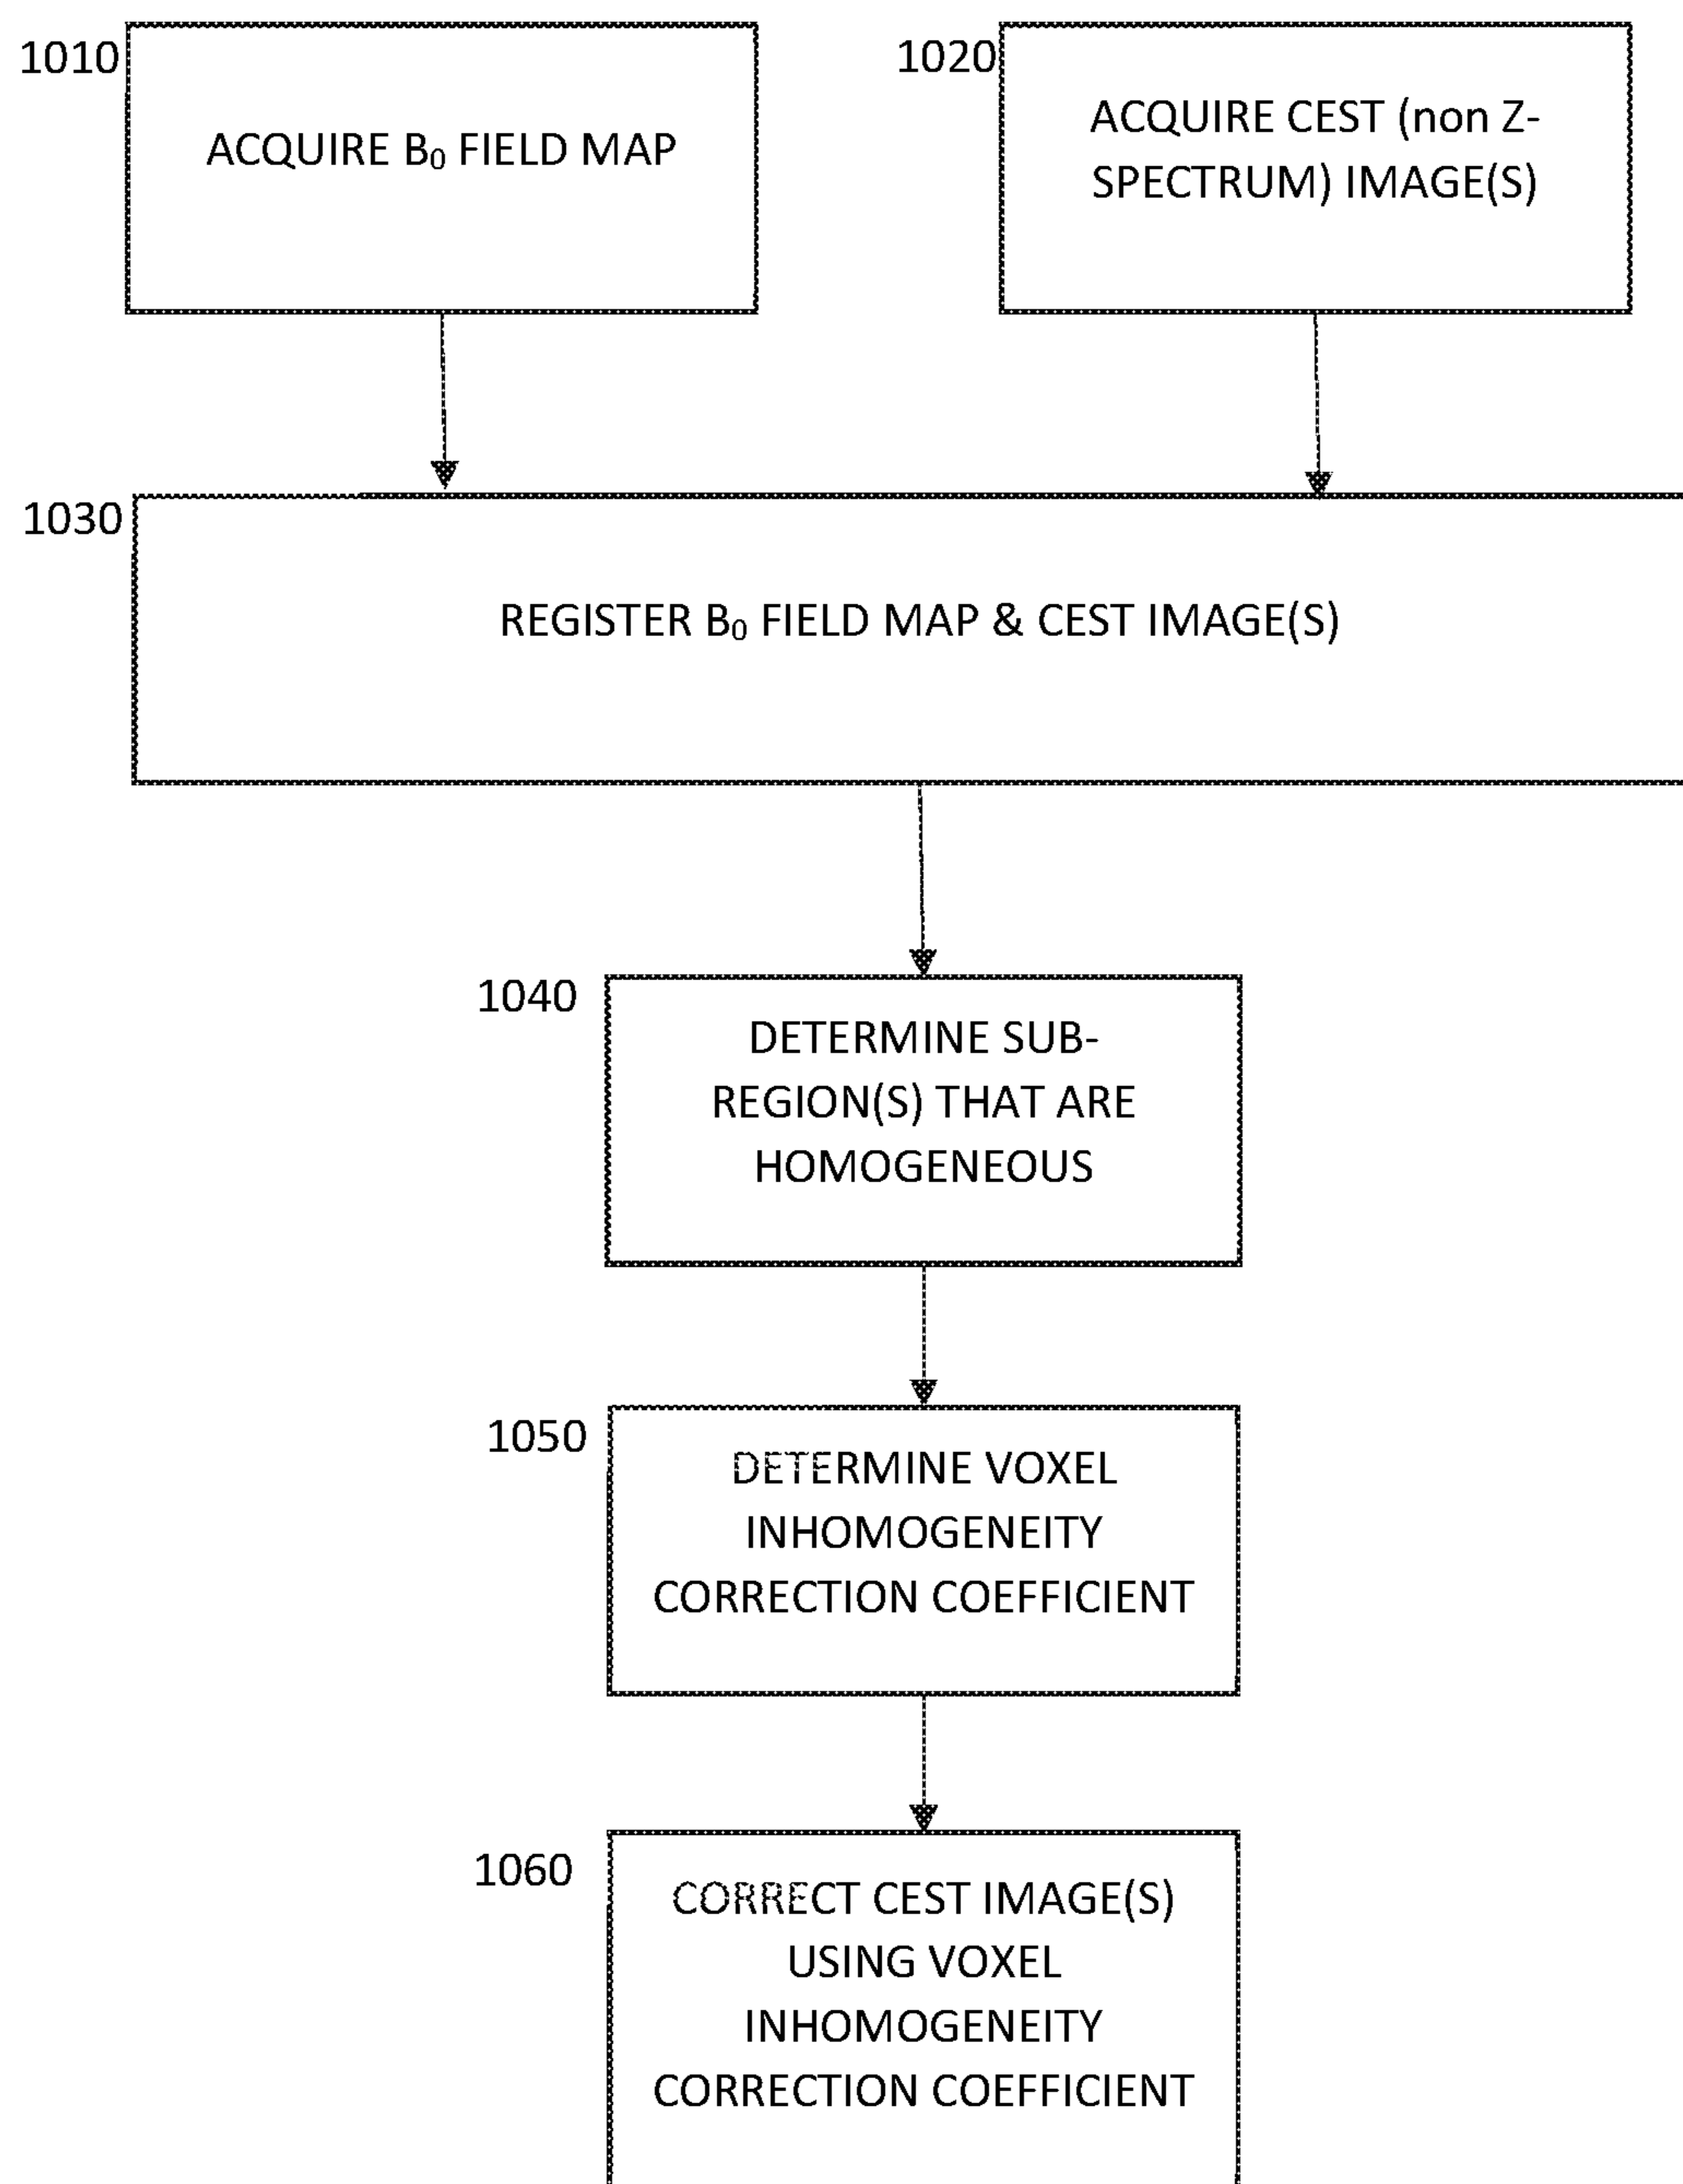 1010
ACQUIRE B₀ FIELD MAP
1020
ACQUIRE CEST (non Z-
SPECTRUM) IMAGE(S)
1030
REGISTER B₀ FIELD MAP & CEST IMAGE(S)
1040
DETERMINE SUB-
REGION(S) THAT ARE
HOMOGENEOUS
1050
DETERMINE VOXEL
INHOMOGENEITY
CORRECTION COEFFICIENT
1060
CORRECT CEST IMAGE(S)
USING VOXEL
INHOMOGENEITY
CORRECTION COEFFICIENT